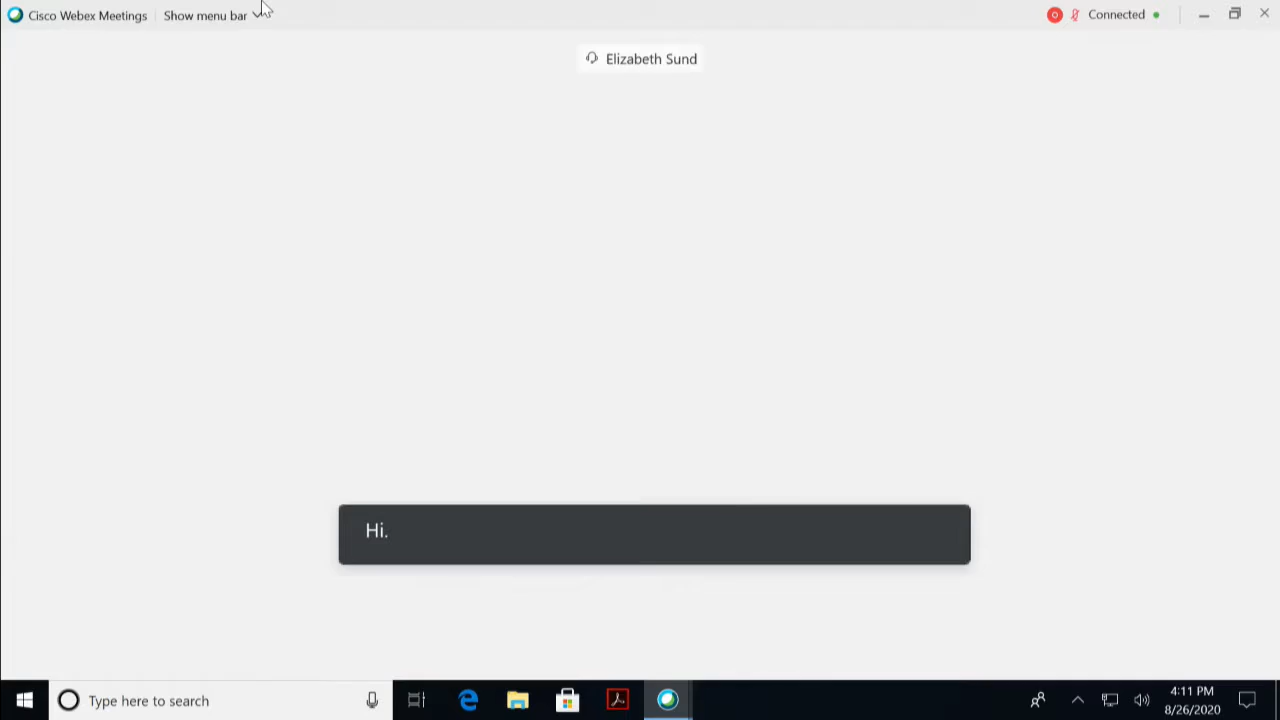 Cisco Webex Meetings
Show menu bar
Connected
Elizabeth Sund
Hi.
Type here to search
4:11 PM
8/26/2020